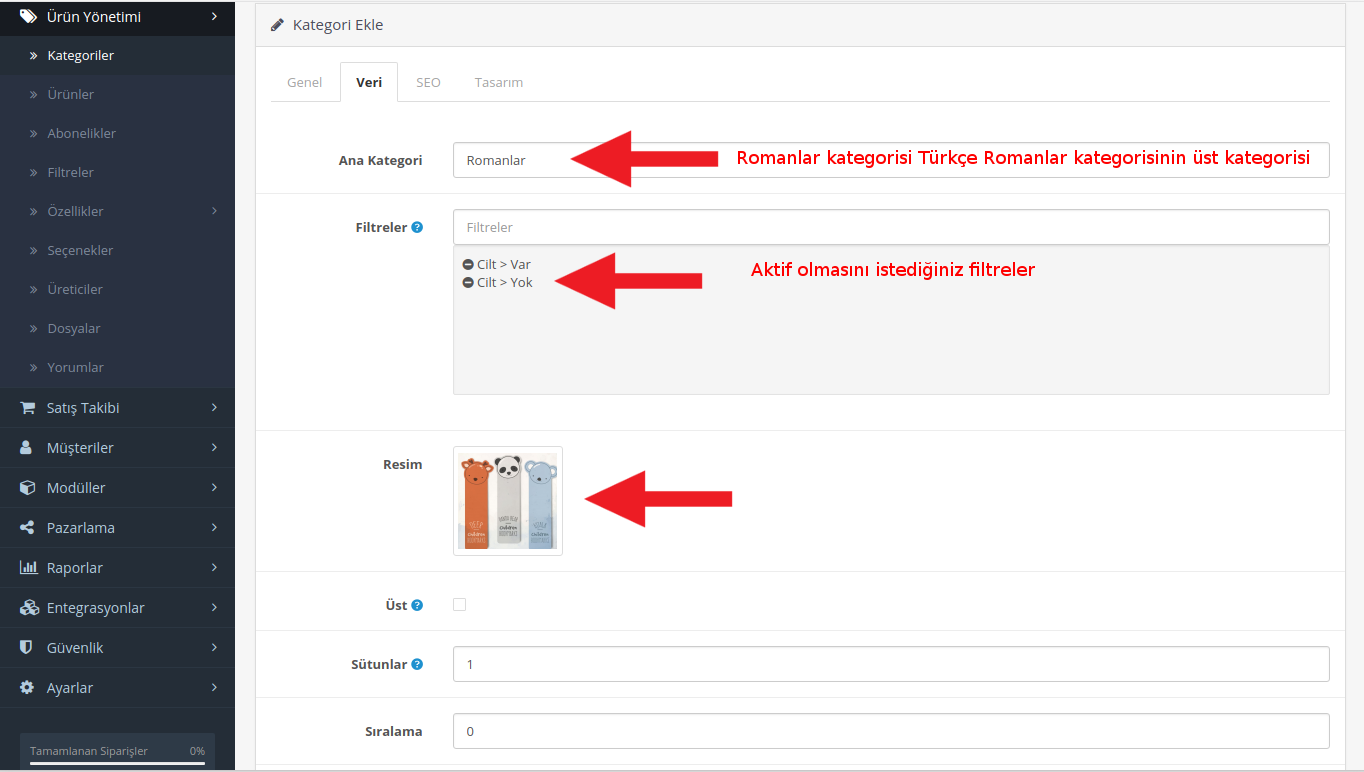 Ürün Yönetimi
Kategoriler
Ürünler
Abonelikler
Filtreler
Özellikler
Seçenekler
Üreticiler
Dosyalar
Yorumlar
Satış Takibi
Müşteriler
Modüller
Pazarlama
Raporlar
Entegrasyonlar
Güvenlik
Ayarlar
Tamamlanan Siparişler 0%
Kategori Ekle
Genel Veri SEO Tasarım
Ana Kategori Romanlar Romanlar kategorisi Türkçe Romanlar kategorisinin üst kategorisi
Filtreler Filtreler
Cilt > Var
Cilt > Yok
Aktif olmasını istediğiniz filtreler
Resim
Üst
Sütunlar 1
Sıralama 0